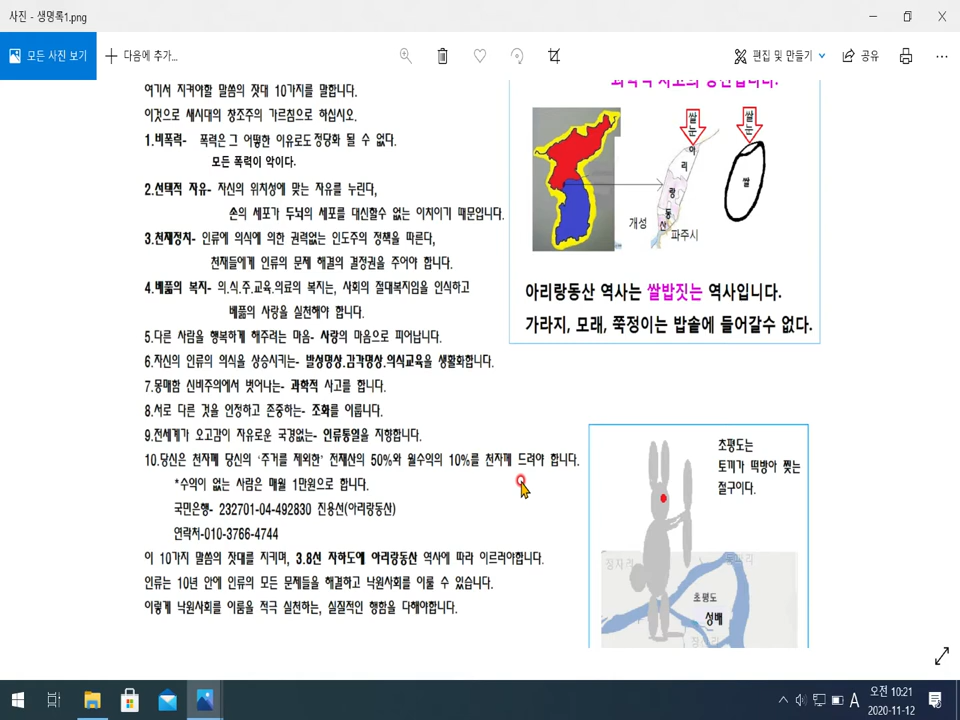 사진 - 생명록1.png
모든 사진 보기
다음에 추가...
편집 및 만들기
공유
여기서 지켜야할 말씀의 잣대 10가지를 말합니다.
이것으로 새시대의 창조주의 가르침으로 하십시오.
1.비폭력- 폭력은 그 어떠한 이유로도 정당화 될 수 없다.
모든 폭력이 악이다.
2.선택적 자유- 자신의 위치성에 맞는 자유를 누린다,
손의 세포가 두뇌의 세포를 대신할수 없는 이치이기 때문입니다.
3.천재정치- 인류에 의식에 의한 권력없는 인도주의 정책을 따른다,
천재들에게 인류의 문제 해결의 결정권을 주어야 합니다.
4.베품의 복지- 의.식.주.교육.의료의 복지는, 사회의 절대복지임을 인식하고
베품의 사랑을 실천해야 합니다.
5.다른 사람을 행복하게 해주려는 마음- 사랑의 마음으로 피어납니다.
6.자신의 인류의 의식을 상승시키는- 발성명상.감각명상.의식교육을 생활화합니다.
7.몽매함 신비주의에서 벗어나는- 과학적 사고를 합니다.
8.서로 다른 것을 인정하고 존중하는- 조화를 이룹니다.
9.전세계가 오고감이 자유로운 국경없는- 인류통일을 지향합니다.
10.당신은 천자께 당신의 '주거를 제외한' 전재산의 50%와 월수익의 10%를 천자께 드려야 합니다.
*수익이 없는 사람은 매월 1만원으로 합니다.
국민은행- 232701-04-492830 진용선(아리랑동산)
연락처-010-3766-4744
이 10가지 말씀의 잣대를 지키며, 3.8선 자하도에 아리랑동산 역사에 따라 이르러야합니다.
인류는 10년 안에 인류의 모든 문제들을 해결하고 낙원사회를 이룰 수 있습니다.
이렇게 낙원사회를 이룸을 적극 실천하는, 실질적인 행함을 다해야합니다.
쌀눈
쌀눈
아리랑동산
쌀
개성
파주시
아리랑동산 역사는 쌀밥짓는 역사입니다.
가라지, 모래, 쭉정이는 밥솥에 들어갈수 없다.
초평도는
토끼가 떡방아 찧는
절구이다.
초평도
성배
A
오전 10:21
2020-11-12